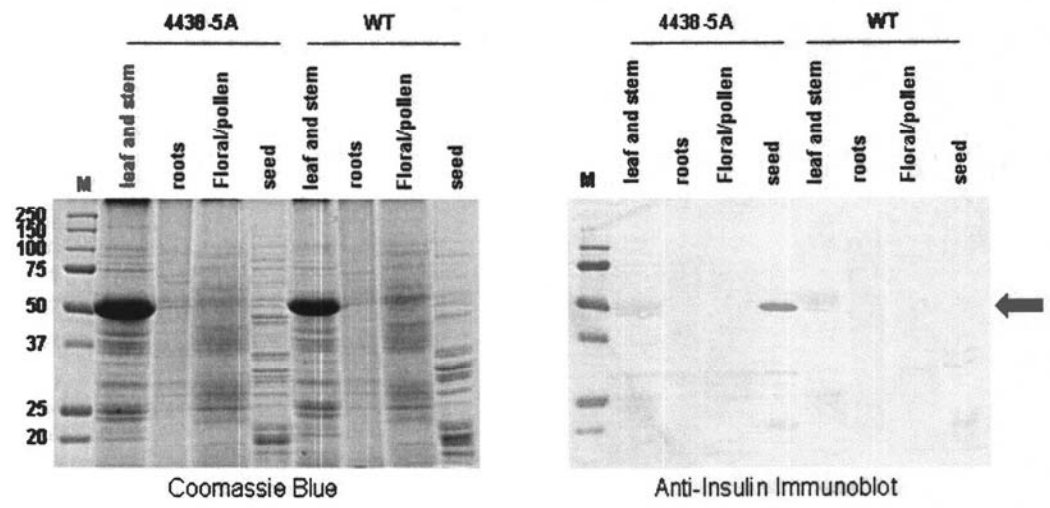 4438-5A WT
M leaf and stem roots Floral/pollen seed leaf and stem roots Floral/pollen seed
250
150
100
75
50
37
25
20
Coomassie Blue
4438-5A WT
M leaf and stem roots Floral/pollen seed leaf and stem roots Floral/pollen seed
Anti-Insulin Immunoblot